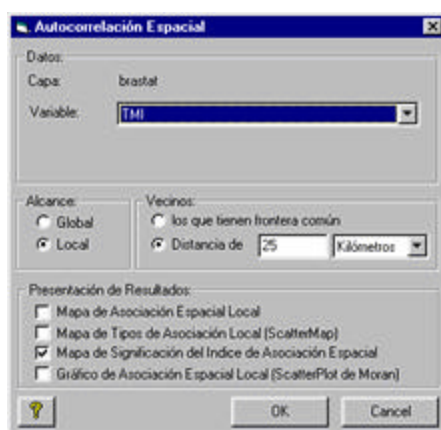 Autocorrelación Espacial
Datos:
Capa: brastat
Variable: TMI
Alcance:
Global
Local
Vecinos:
los que tienen frontera común
Distancia de 25 Kilómetros
Presentación de Resultados:
Mapa de Asociación Espacial Local
Mapa de Tipos de Asociación Local (ScatterMap)
Mapa de Significación del Indice de Asociación Espacial
Gráfico de Asociación Espacial Local (ScatterPlot de Moran)
? OK Cancel